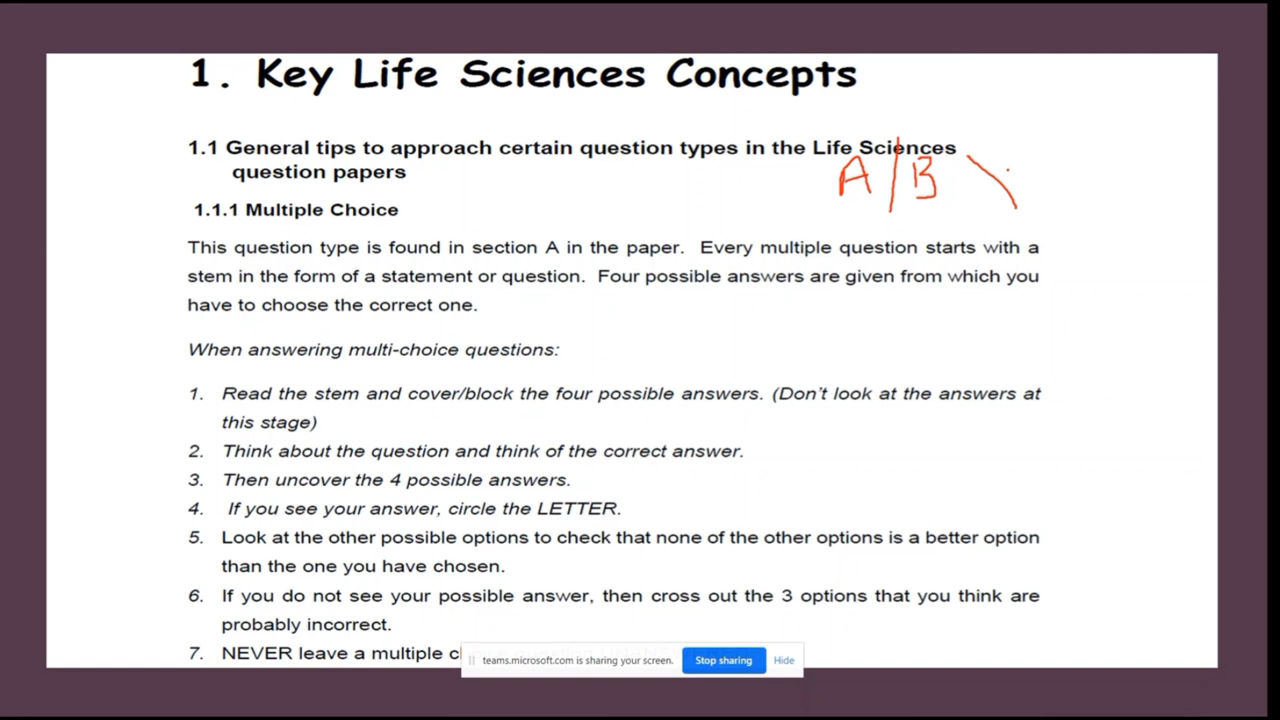 1. Key Life Sciences Concepts
1.1 General tips to approach certain question types in the Life Sciences
question papers
A / B \
1.1.1 Multiple Choice
This question type is found in section A in the paper. Every multiple question starts with a
stem in the form of a statement or question. Four possible answers are given from which you
have to choose the correct one.
When answering multi-choice questions:
1. Read the stem and cover/block the four possible answers. (Don't look at the answers at
this stage)
2. Think about the question and think of the correct answer.
3. Then uncover the 4 possible answers.
4. If you see your answer, circle the LETTER.
5. Look at the other possible options to check that none of the other options is a better option
than the one you have chosen.
6. If you do not see your possible answer, then cross out the 3 options that you think are
probably incorrect.
7. NEVER leave a multiple
teams.microsoft.com is sharing your screen. Stop sharing Hide